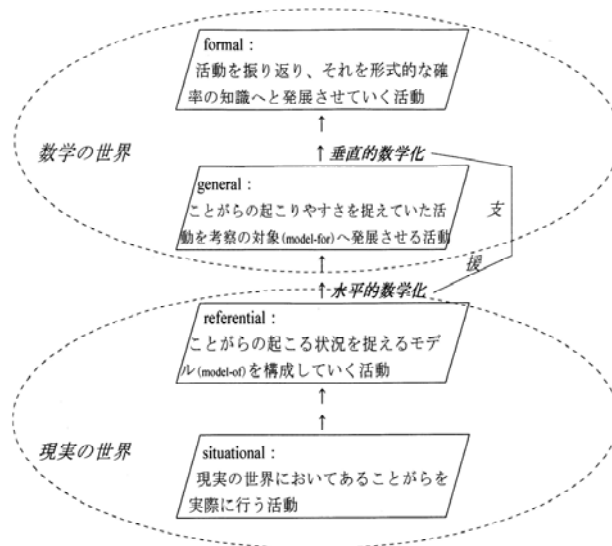 formal：
活動を振り返り、それを形式的な確
率の知識へと発展させていく活動
↑
数学の世界
↑ 垂直的数学化
general：
ことがらの起こりやすさを捉えていた活
動を考察の対象(model-for)へ発展させる活動
支
援
↑
↑ 水平的数学化
referential：
ことがらの起こる状況を捉えるモデ
ル(model-of)を構成していく活動
↑
↑
現実の世界
situational：
現実の世界においてあることがらを
実際に行う活動